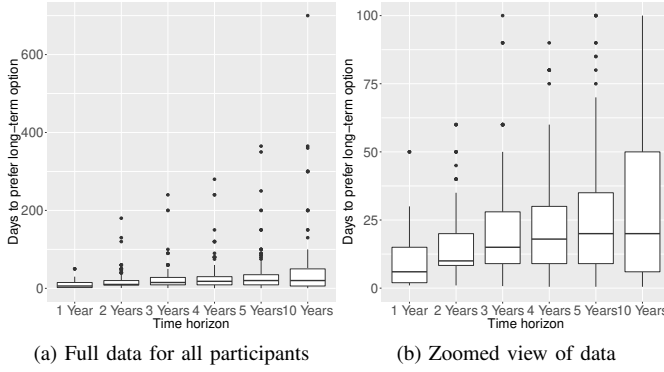 Days to prefer long−term option
600
400
200
0
1 Year 2 Years 3 Years 4 Years 5 Years 10 Years
Time horizon
(a) Full data for all participants
Days to prefer long−term option
100
75
50
25
0
1 Year 2 Years 3 Years 4 Years 5 Years 10 Years
Time horizon
(b) Zoomed view of data